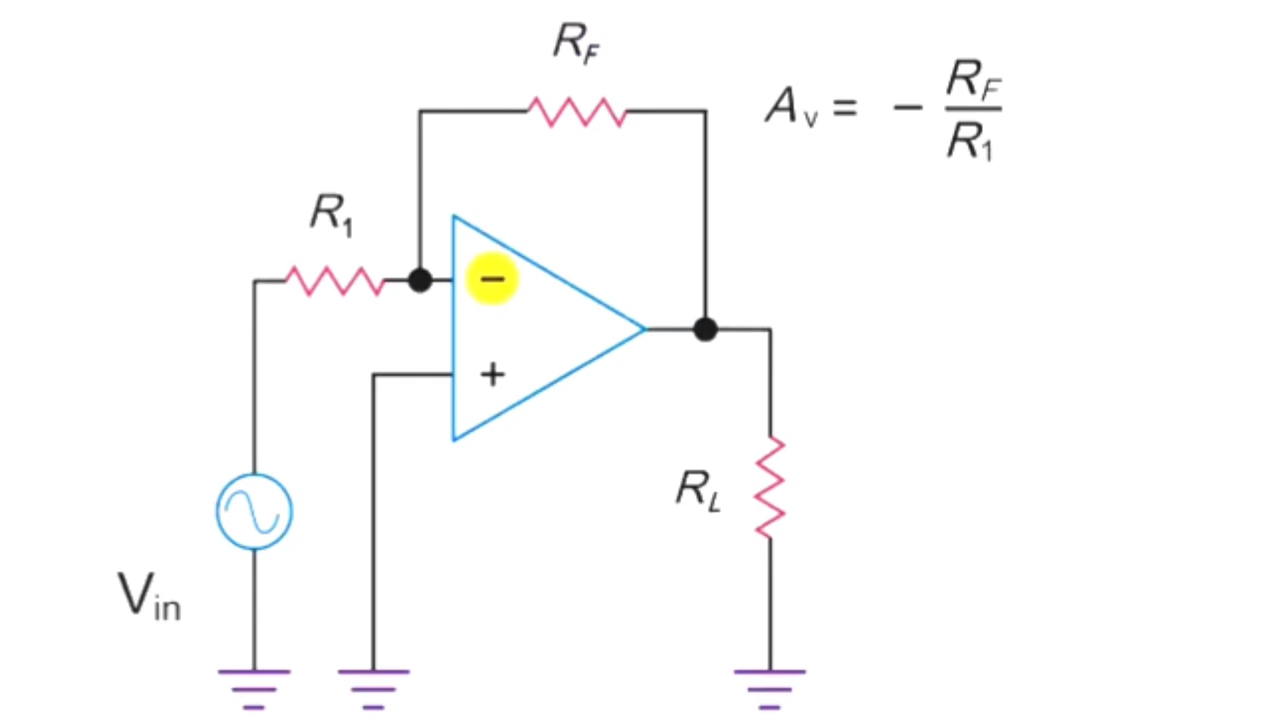 R_F
A_v = - R_F / R_1
R_1
−
+
R_L
V_in